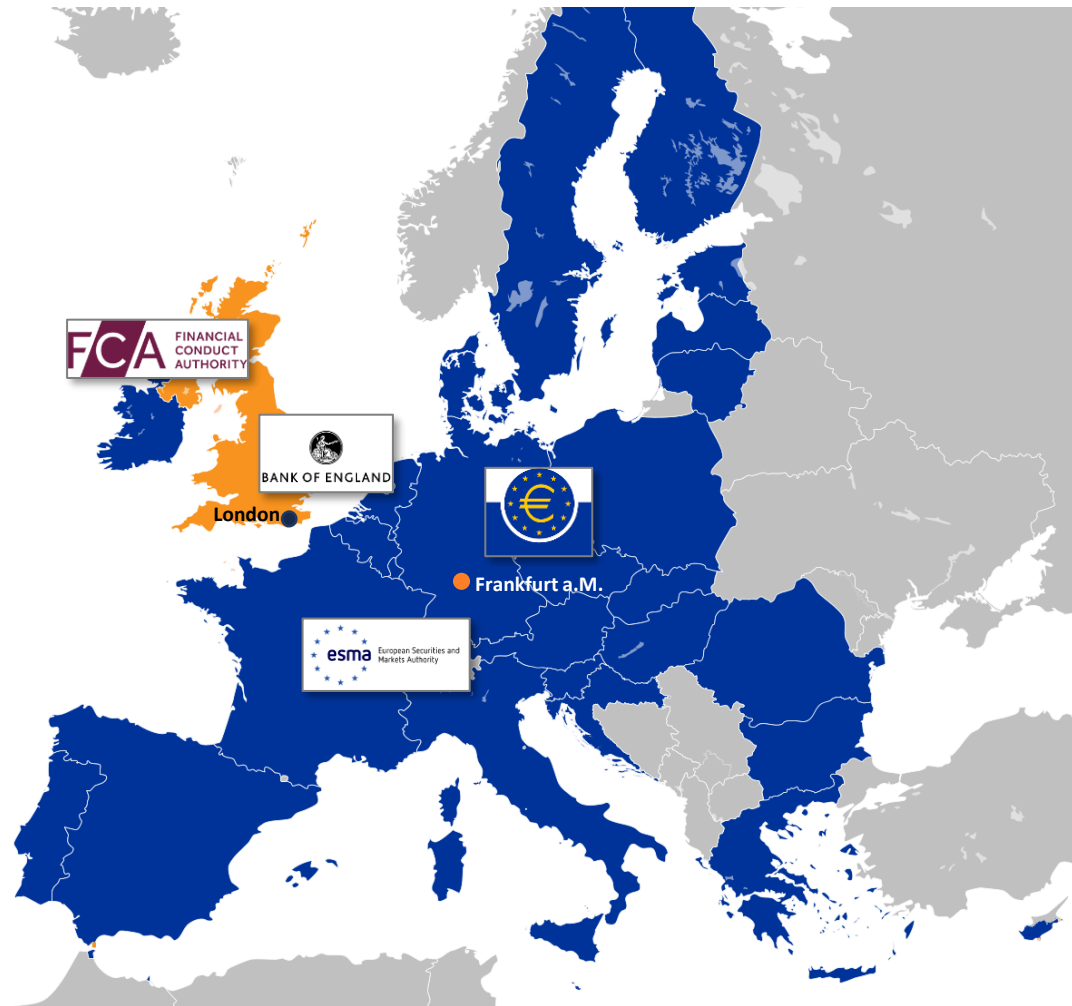 FCA FINANCIAL
CONDUCT
AUTHORITY
BANK OF ENGLAND
London
€
Frankfurt a.M.
esma European Securities and
Markets Authority